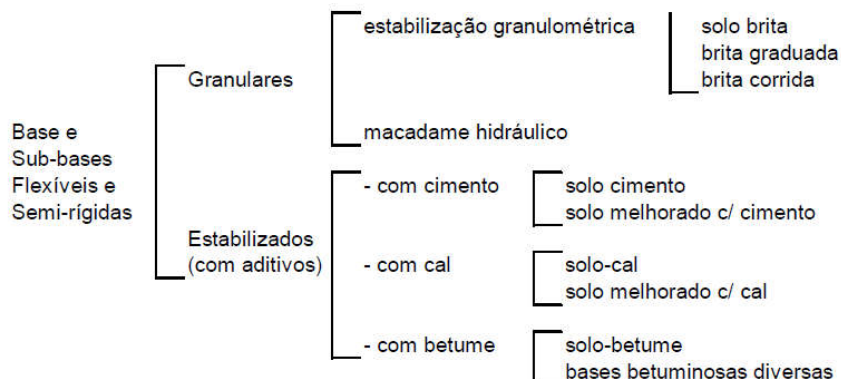 estabilização granulométrica
solo brita
brita graduada
brita corrida
Granulares
macadame hidráulico
Base e
Sub-bases
Flexíveis e
Semi-rígidas
- com cimento
solo cimento
solo melhorado c/ cimento
Estabilizados
(com aditivos)
- com cal
solo-cal
solo melhorado c/ cal
- com betume
solo-betume
bases betuminosas diversas